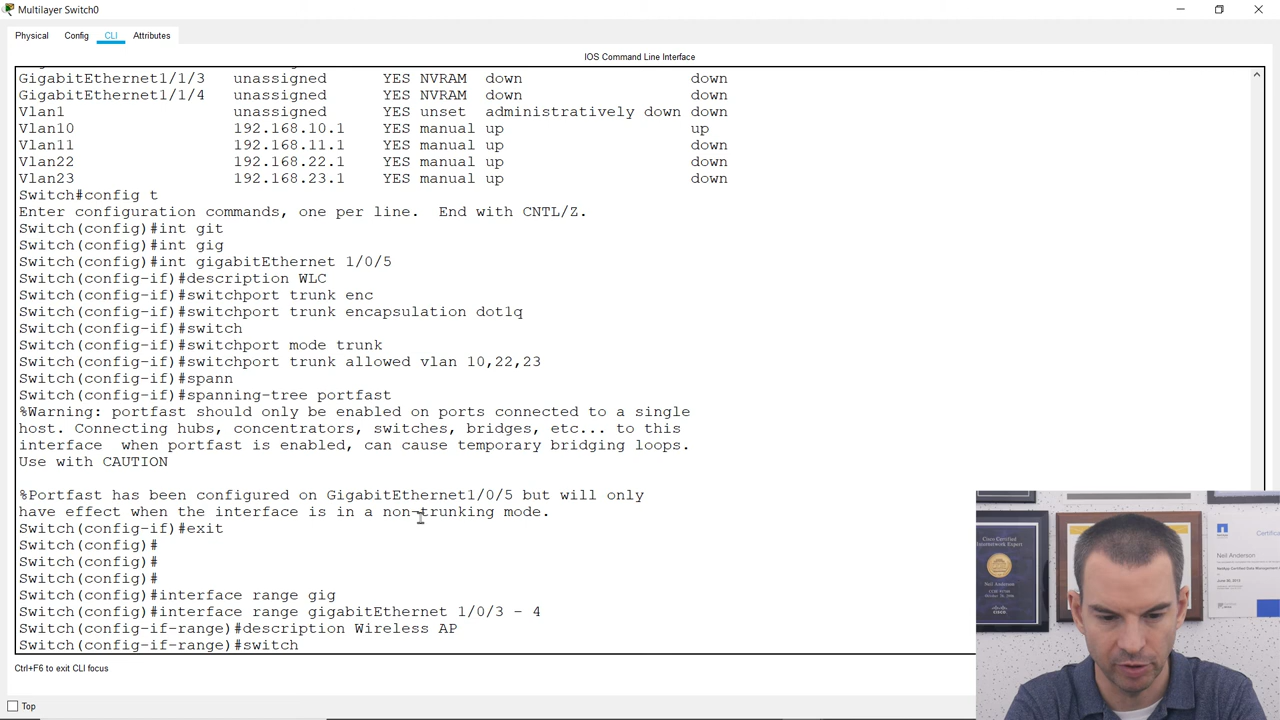 Multilayer Switch0
Physical Config CLI Attributes
IOS Command Line Interface
GigabitEthernet1/1/3 unassigned YES NVRAM down down
GigabitEthernet1/1/4 unassigned YES NVRAM down down
Vlan1 unassigned YES unset administratively down down
Vlan10 192.168.10.1 YES manual up up
Vlan11 192.168.11.1 YES manual up down
Vlan22 192.168.22.1 YES manual up down
Vlan23 192.168.23.1 YES manual up down
Switch#config t
Enter configuration commands, one per line. End with CNTL/Z.
Switch(config)#int git
Switch(config)#int gig
Switch(config)#int gigabitEthernet 1/0/5
Switch(config-if)#description WLC
Switch(config-if)#switchport trunk enc
Switch(config-if)#switchport trunk encapsulation dot1q
Switch(config-if)#switch
Switch(config-if)#switchport mode trunk
Switch(config-if)#switchport trunk allowed vlan 10,22,23
Switch(config-if)#spann
Switch(config-if)#spanning-tree portfast
%Warning: portfast should only be enabled on ports connected to a single
host. Connecting hubs, concentrators, switches, bridges, etc... to this
interface when portfast is enabled, can cause temporary bridging loops.
Use with CAUTION
%Portfast has been configured on GigabitEthernet1/0/5 but will only
have effect when the interface is in a non-trunking mode.
Switch(config-if)#exit
Switch(config)#
Switch(config)#
Switch(config)#
Switch(config)#interface range gig
Switch(config)#interface range gigabitEthernet 1/0/3 - 4
Switch(config-if-range)#description Wireless AP
Switch(config-if-range)#switch
Ctrl+F6 to exit CLI focus
Top
Neil Anderson